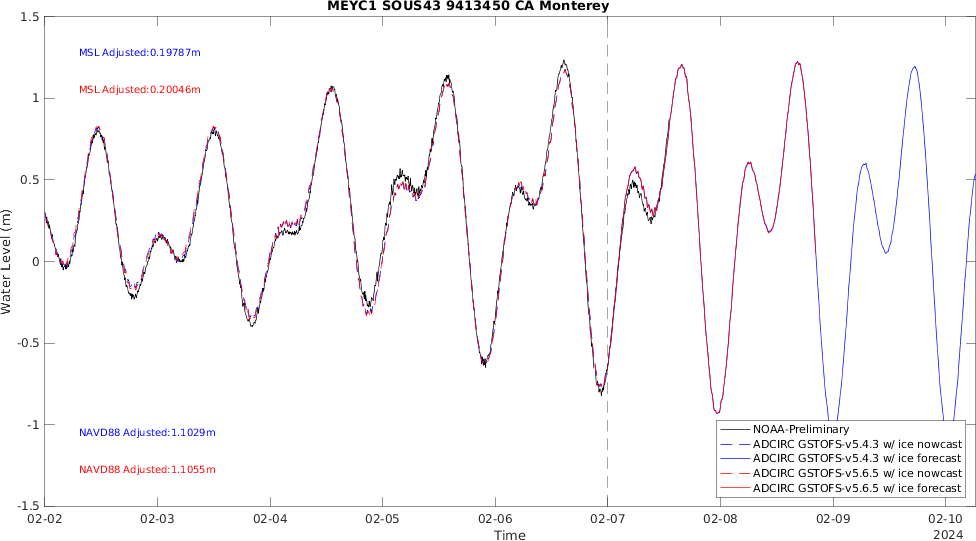 MEYC1 SOUS43 9413450 CA Monterey
1.5
MSL Adjusted:0.19787m
MSL Adjusted:0.20046m
1
0.5
0
-0.5
-1
-1.5
Water Level (m)
NAVD88 Adjusted:1.1029m
NAVD88 Adjusted:1.1055m
NOAA-Preliminary
ADCIRC GSTOFS-v5.4.3 w/ ice nowcast
ADCIRC GSTOFS-v5.4.3 w/ ice forecast
ADCIRC GSTOFS-v5.6.5 w/ ice nowcast
ADCIRC GSTOFS-v5.6.5 w/ ice forecast
02-02 02-03 02-04 02-05 02-06 02-07 02-08 02-09 02-10
2024
Time